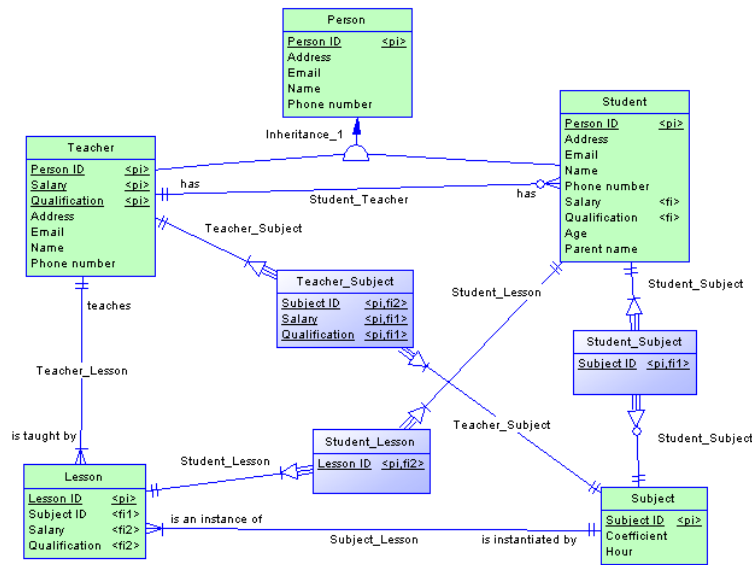 Person
Person ID <pi>
Address
Email
Name
Phone number
Student
Person ID <pi>
Address
Email
Name
Phone number
Salary <fi>
Qualification <fi>
Age
Parent name
Inheritance_1
Teacher
Person ID <pi>
Salary <pi>
Qualification <pi>
Address
Email
Name
Phone number
has
Student_Teacher
has
Teacher_Subject
Teacher_Subject
Subject ID <pi,fi2>
Salary <pi,fi1>
Qualification <pi,fi1>
Student_Lesson
Student_Subject
Student_Subject
Subject ID <pi,fi1>
teaches
Teacher_Lesson
is taught by
Teacher_Subject
Student_Subject
Student_Lesson
Student_Lesson
Lesson ID <pi,fi2>
Lesson
Lesson ID <pi>
Subject ID <fi1>
Salary <fi2>
Qualification <fi2>
is an instance of
Subject_Lesson
is instantiated by
Subject
Subject ID <pi>
Coefficient
Hour